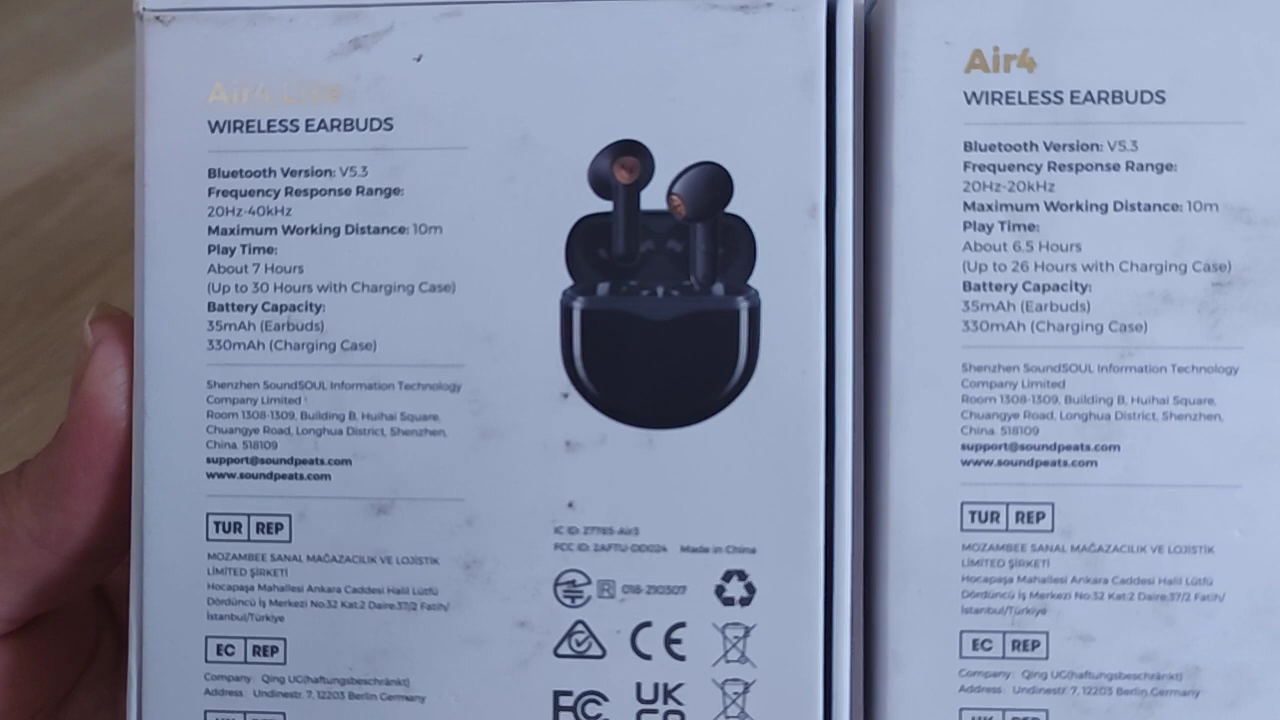 Air4 Lite
WIRELESS EARBUDS
Bluetooth Version: V5.3
Frequency Response Range:
20Hz-40kHz
Maximum Working Distance: 10m
Play Time:
About 7 Hours
(Up to 30 Hours with Charging Case)
Battery Capacity:
35mAh (Earbuds)
330mAh (Charging Case)
Shenzhen SoundSOUL Information Technology
Company Limited
Room 1308-1309, Building B, Huihai Square,
Chuangye Road, Longhua District, Shenzhen,
China. 518109
support@soundpeats.com
www.soundpeats.com
TUR REP
MOZAMBEE SANAL MAĞAZACILIK VE LOJİSTİK
LİMİTED ŞİRKETİ
Hocapaşa Mahallesi Ankara Caddesi Halil Lütfü
Dördüncü İş Merkezi No:32 Kat:2 Daire:37/2 Fatih/
İstanbul/Türkiye
EC REP
Company: Qing UG(haftungsbeschränkt)
Address: Undinestr. 7, 12203 Berlin Germany
IC ID: 27765-Air5
FCC ID: Made in China
R
CE
FC
UK
Air4
WIRELESS EARBUDS
Bluetooth Version: V5.3
Frequency Response Range:
20Hz-20kHz
Maximum Working Distance: 10m
Play Time:
About 6.5 Hours
(Up to 26 Hours with Charging Case)
Battery Capacity:
35mAh (Earbuds)
330mAh (Charging Case)
Shenzhen SoundSOUL Information Technology
Company Limited
Room 1308-1309, Building B, Huihai Square,
Chuangye Road, Longhua District, Shenzhen,
China. 518109
support@soundpeats.com
www.soundpeats.com
TUR REP
MOZAMBEE SANAL MAĞAZACILIK VE LOJİSTİK
LİMİTED ŞİRKETİ
Hocapaşa Mahallesi Ankara Caddesi Halil Lütfü
Dördüncü İş Merkezi No:32 Kat:2 Daire:37/2 Fatih/
İstanbul/Türkiye
EC REP
Company: Qing UG(haftungsbeschränkt)
Address: Undinestr. 7, 12203 Berlin Germany